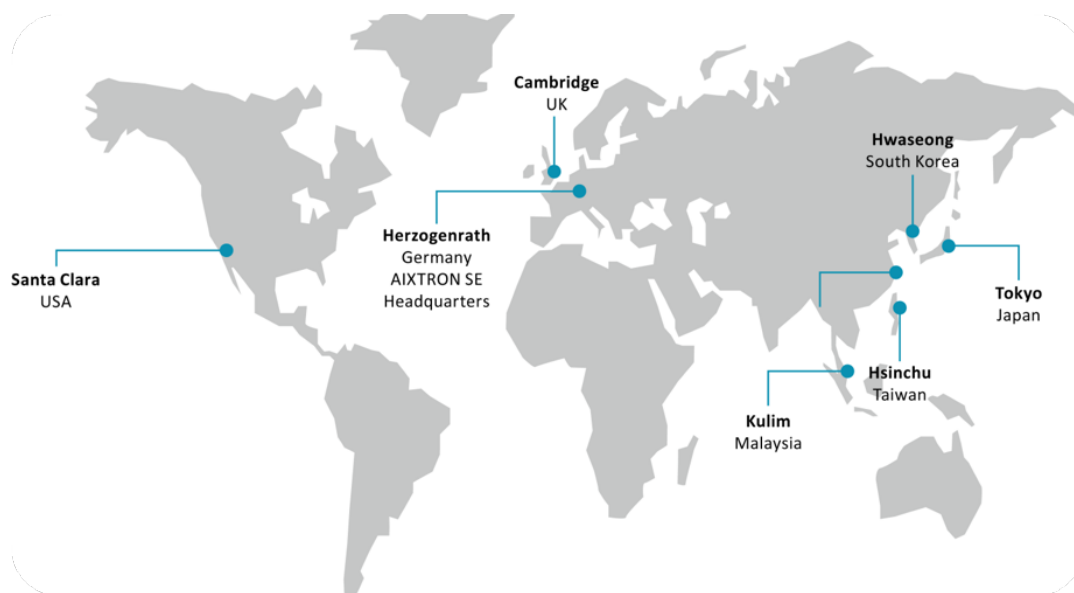 Cambridge
UK
Hwaseong
South Korea
Herzogenrath
Germany
AIXTRON SE
Headquarters
Santa Clara
USA
Tokyo
Japan
Hsinchu
Taiwan
Kulim
Malaysia